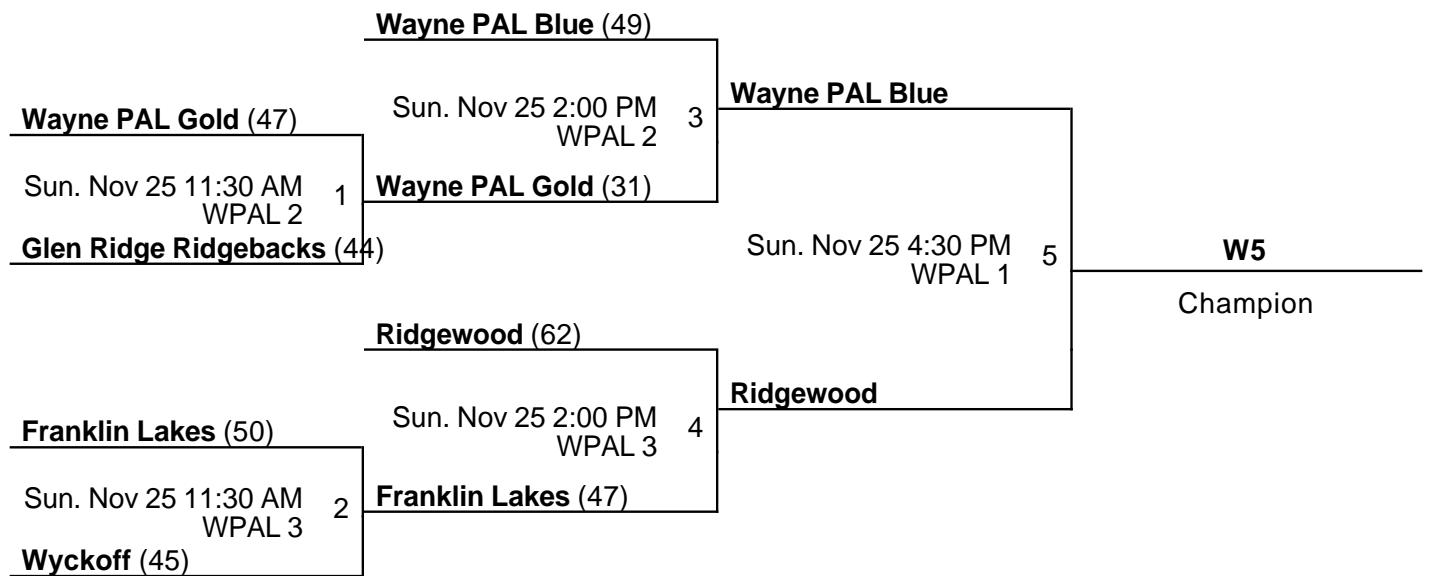 Wayne PAL Blue (49)
Wayne PAL Gold (47)
Sun. Nov 25 2:00 PM
WPAL 2
3
Wayne PAL Blue
Sun. Nov 25 11:30 AM
WPAL 2
1
Wayne PAL Gold (31)
Glen Ridge Ridgebacks (44)
Sun. Nov 25 4:30 PM
WPAL 1
5
W5
Champion
Ridgewood (62)
Ridgewood
Franklin Lakes (50)
Sun. Nov 25 2:00 PM
WPAL 3
4
Sun. Nov 25 11:30 AM
WPAL 3
2
Franklin Lakes (47)
Wyckoff (45)